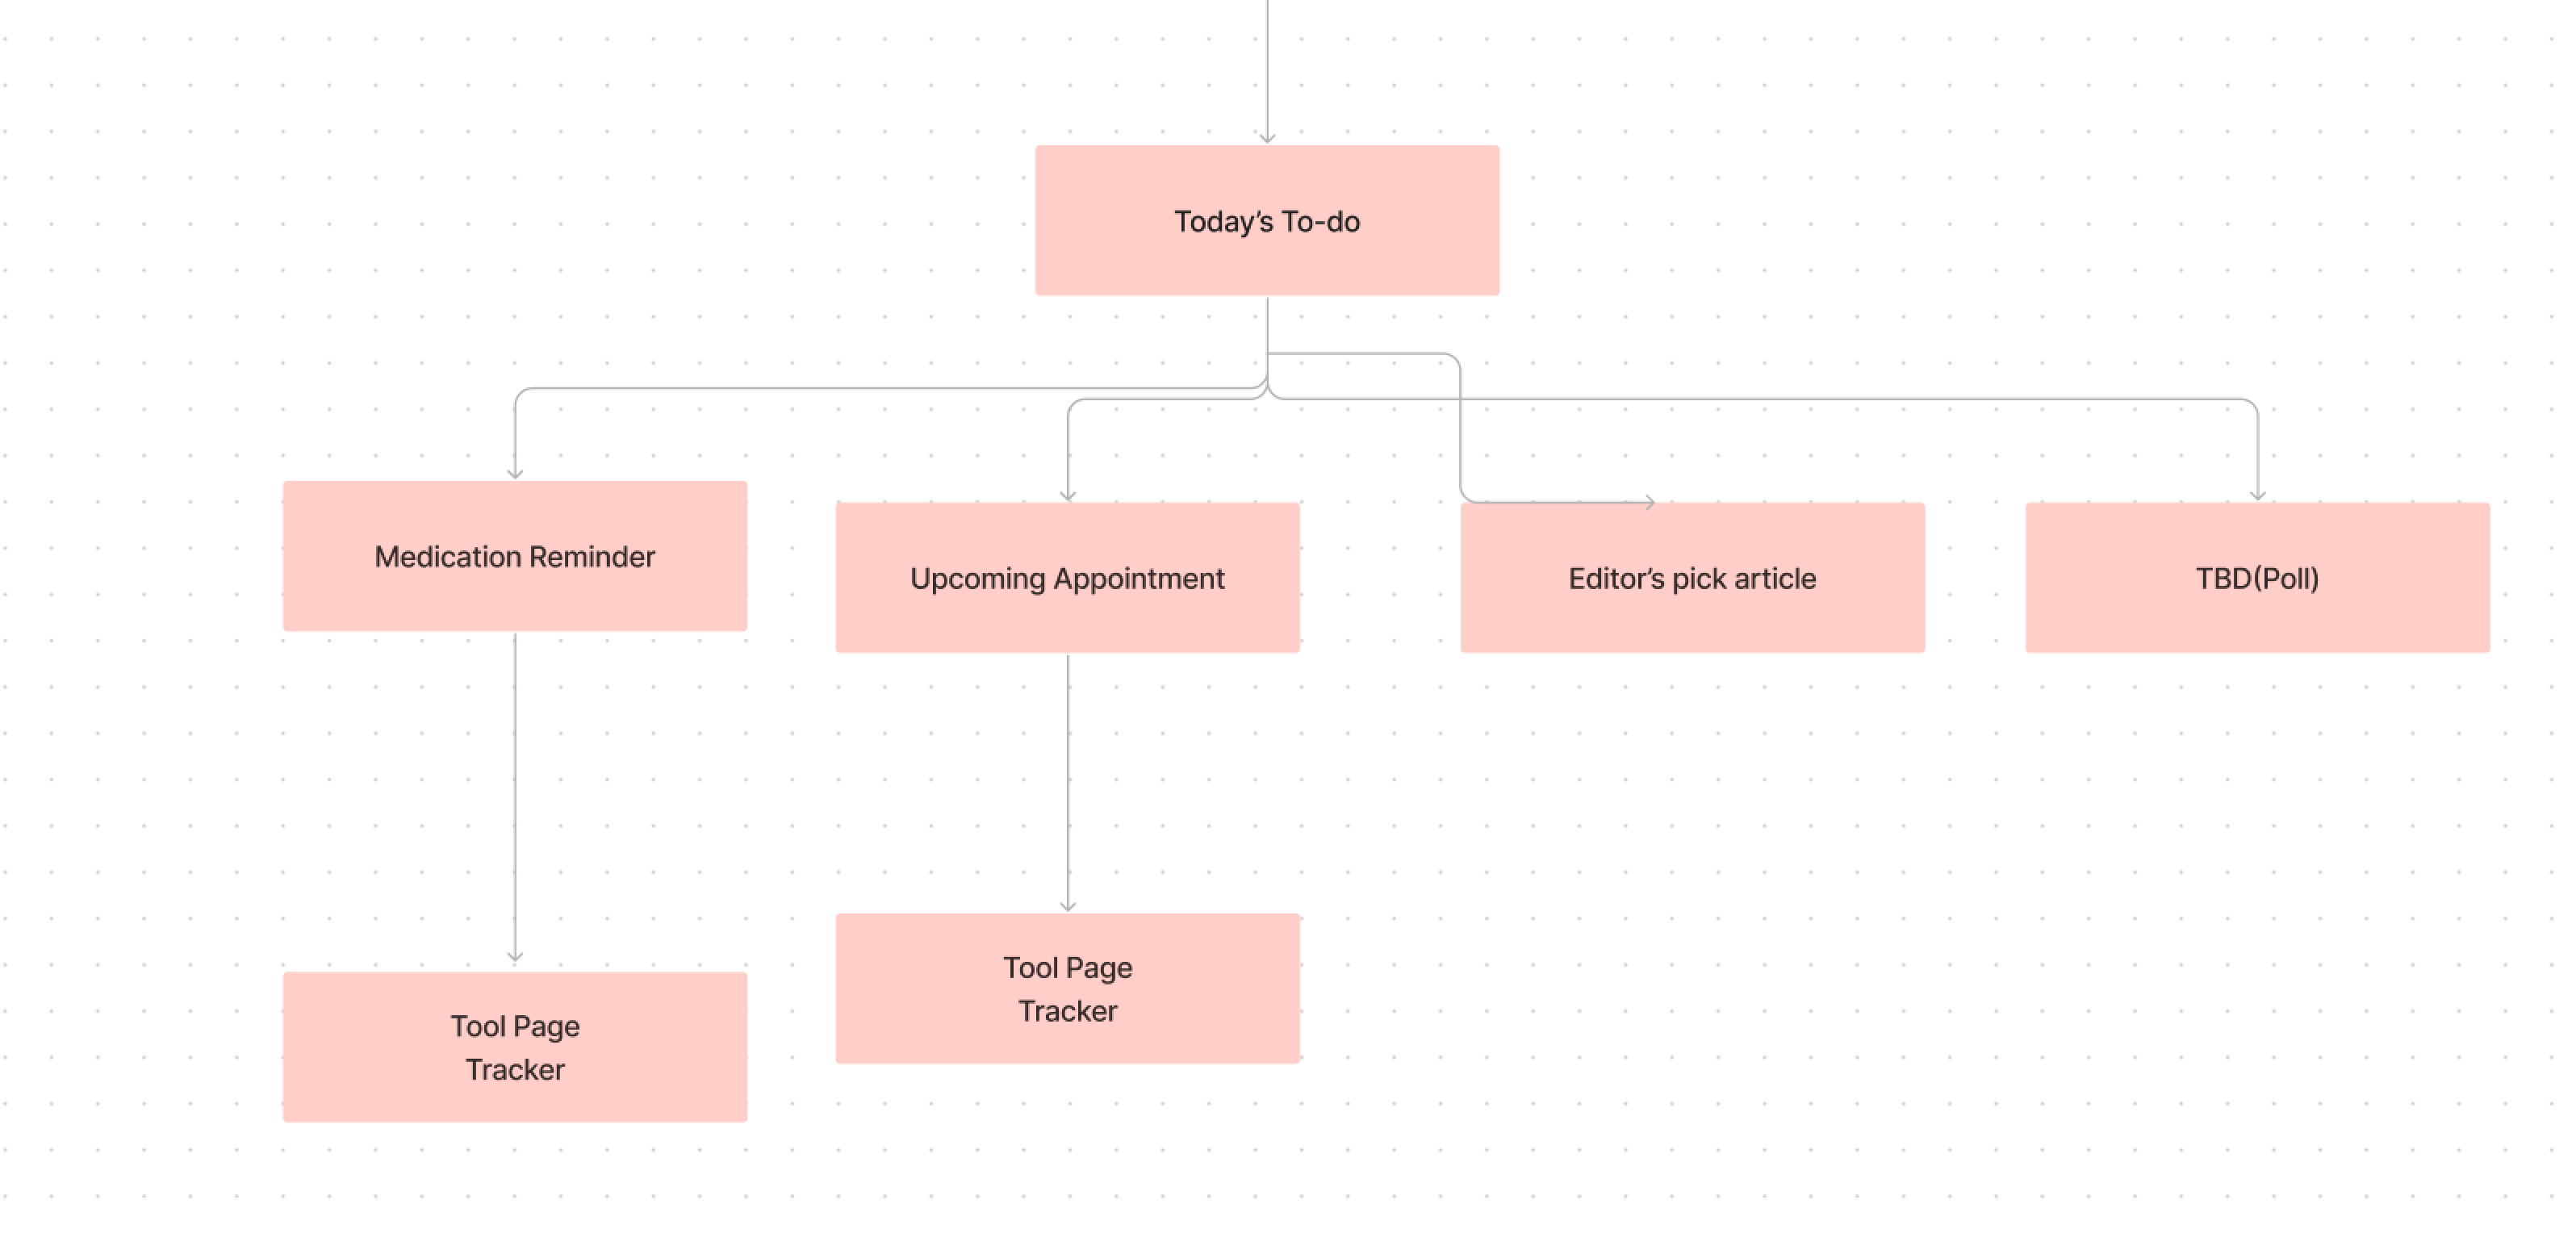 Today’s To-do
Medication Reminder
Upcoming Appointment
Editor’s pick article
TBD(Poll)
Tool Page
Tracker
Tool Page
Tracker